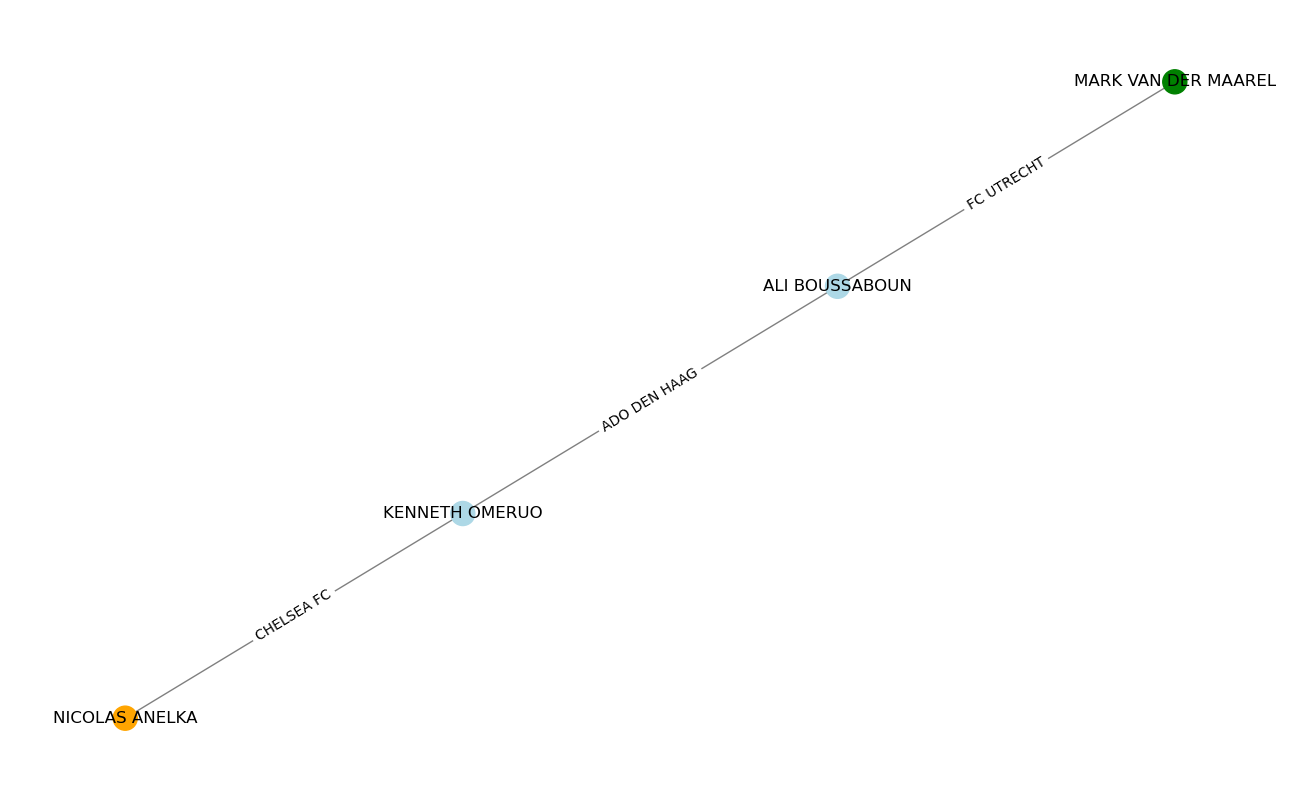 MARK VAN DER MAAREL
FC UTRECHT
ALI BOUSSABOUN
ADO DEN HAAG
KENNETH OMERUO
CHELSEA FC
NICOLAS ANELKA